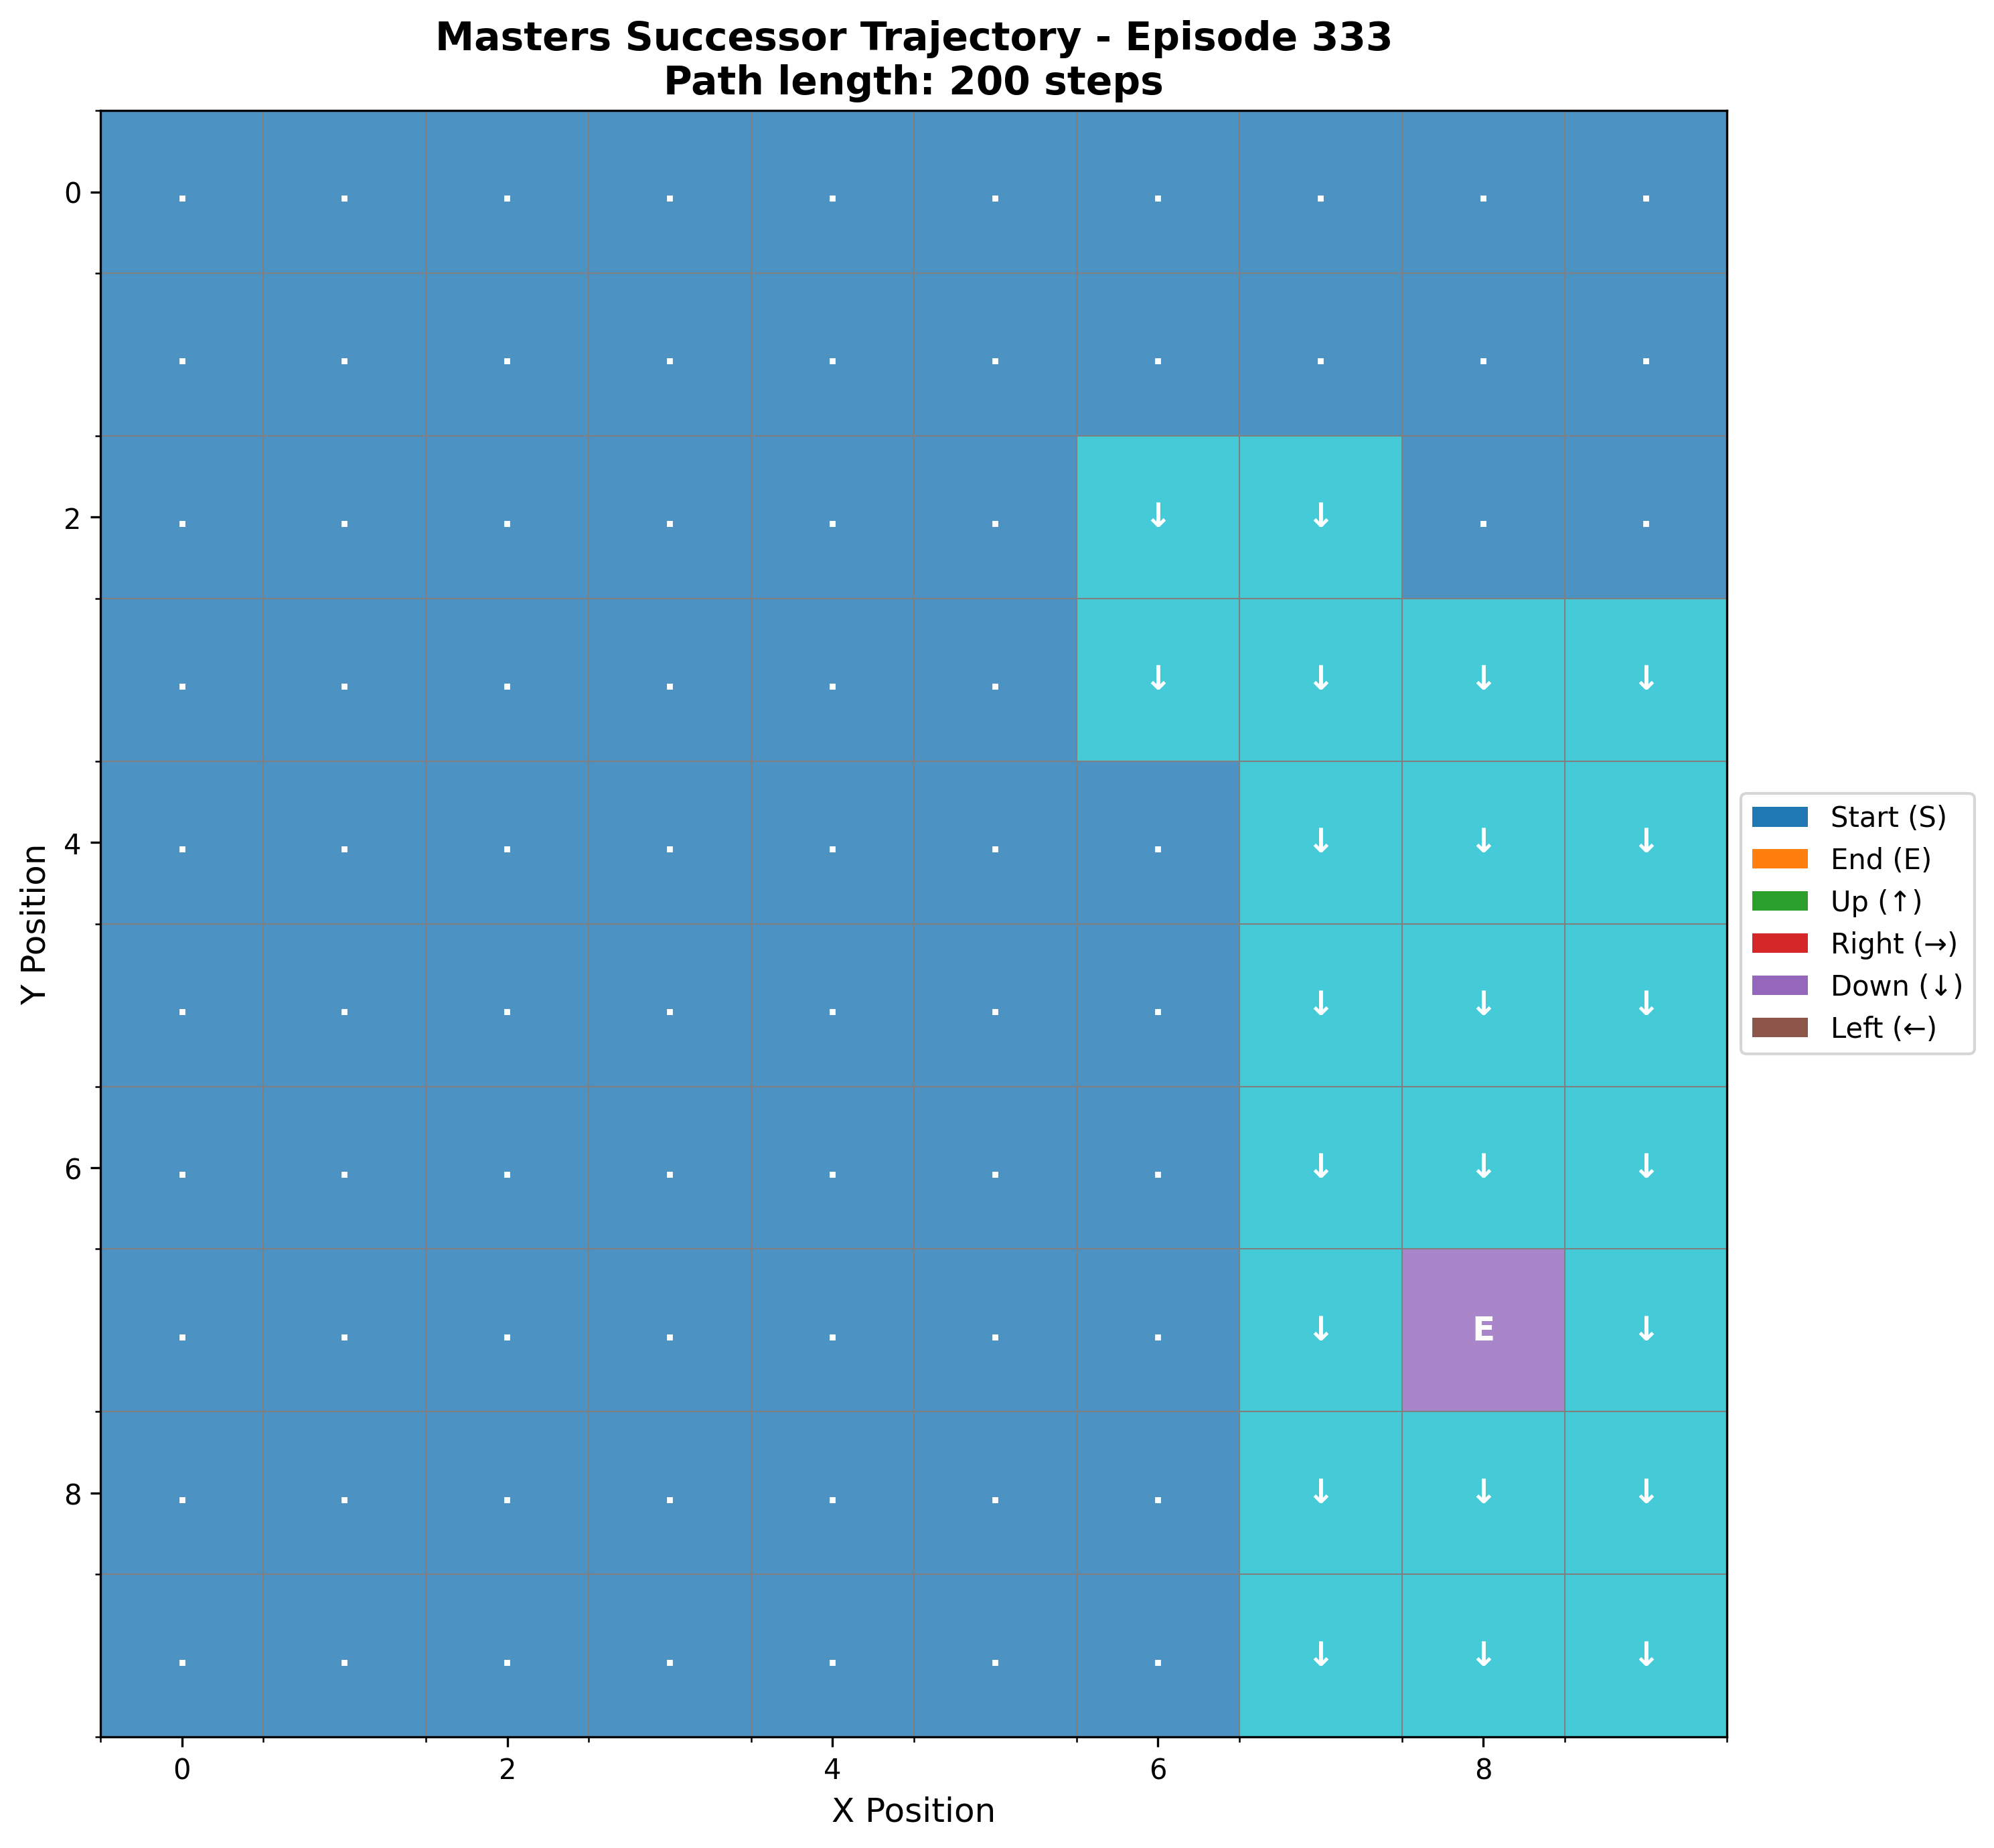 Masters Successor Trajectory - Episode 333
Path length: 200 steps
0 . . . . . . . . . .
. . . . . . . . . .
2 . . . . . . ↓ ↓ . .
. . . . . . ↓ ↓ ↓ ↓
4 . . . . . . . ↓ ↓ ↓
. . . . . . . ↓ ↓ ↓
6 . . . . . . . ↓ ↓ ↓
. . . . . . . ↓ E ↓
8 . . . . . . . ↓ ↓ ↓
. . . . . . . ↓ ↓ ↓
0 2 4 6 8
X Position
Y Position
Start (S)
End (E)
Up (↑)
Right (→)
Down (↓)
Left (←)